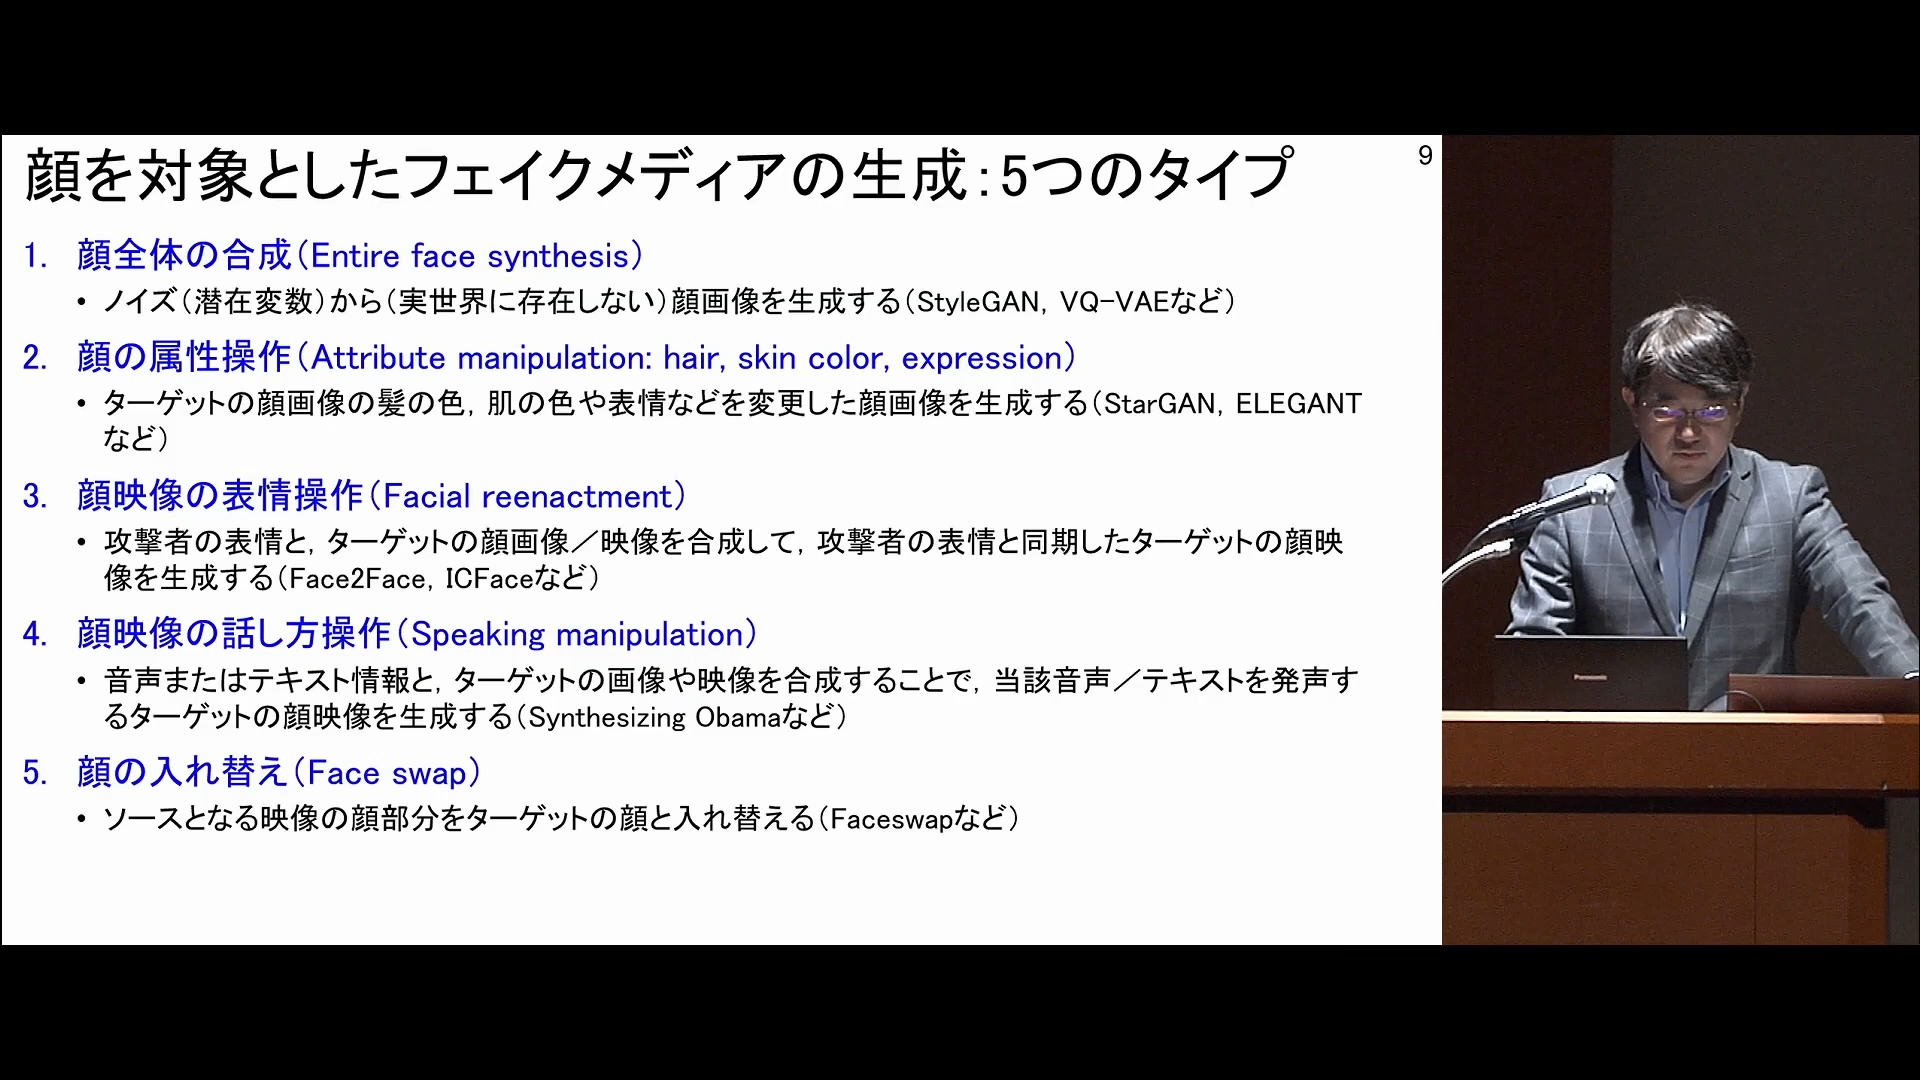 顔を対象としたフェイクメディアの生成：5つのタイプ
9
1. 顔全体の合成（Entire face synthesis）
• ノイズ（潜在変数）から（実世界に存在しない）顔画像を生成する（StyleGAN, VQ-VAEなど）
2. 顔の属性操作（Attribute manipulation: hair, skin color, expression）
• ターゲットの顔画像の髪の色，肌の色や表情などを変更した顔画像を生成する（StarGAN, ELEGANT
など）
3. 顔映像の表情操作（Facial reenactment）
• 攻撃者の表情と，ターゲットの顔画像／映像を合成して，攻撃者の表情と同期したターゲットの顔映
像を生成する（Face2Face, ICFaceなど）
4. 顔映像の話し方操作（Speaking manipulation）
• 音声またはテキスト情報と，ターゲットの画像や映像を合成することで，当該音声／テキストを発声す
るターゲットの顔映像を生成する（Synthesizing Obamaなど）
5. 顔の入れ替え（Face swap）
• ソースとなる映像の顔部分をターゲットの顔と入れ替える（Faceswapなど）
Panasonic